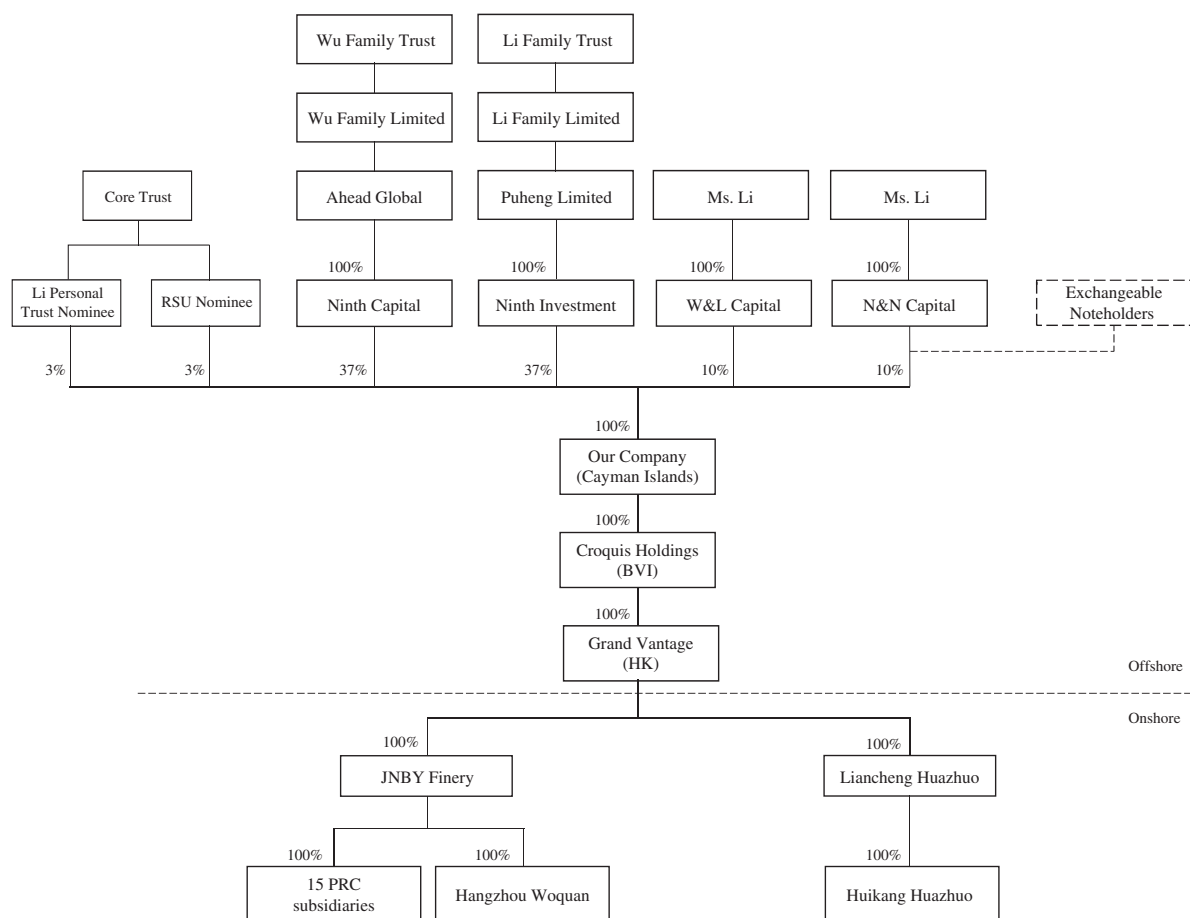 Wu Family Trust
Li Family Trust
Wu Family Limited
Li Family Limited
Core Trust
Ahead Global
Puheng Limited
Ms. Li
Ms. Li
100%
100%
100%
100%
Li Personal
Trust Nominee
RSU Nominee
Ninth Capital
Ninth Investment
W&L Capital
N&N Capital
Exchangeable
Noteholders
3%
3%
37%
37%
10%
10%
100%
Our Company
(Cayman Islands)
100%
Croquis Holdings
(BVI)
100%
Grand Vantage
(HK)
Offshore
Onshore
100%
100%
JNBY Finery
Liancheng Huazhuo
100%
100%
100%
15 PRC
subsidiaries
Hangzhou Woquan
Huikang Huazhuo